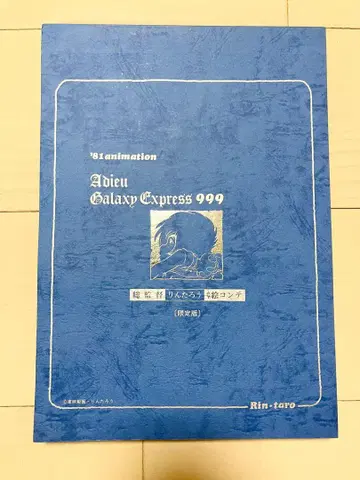 '81 animation
Adieu
Galaxy Express 999
総監督 りんたろう 絵コンテ
[限定版]
Rin・taro